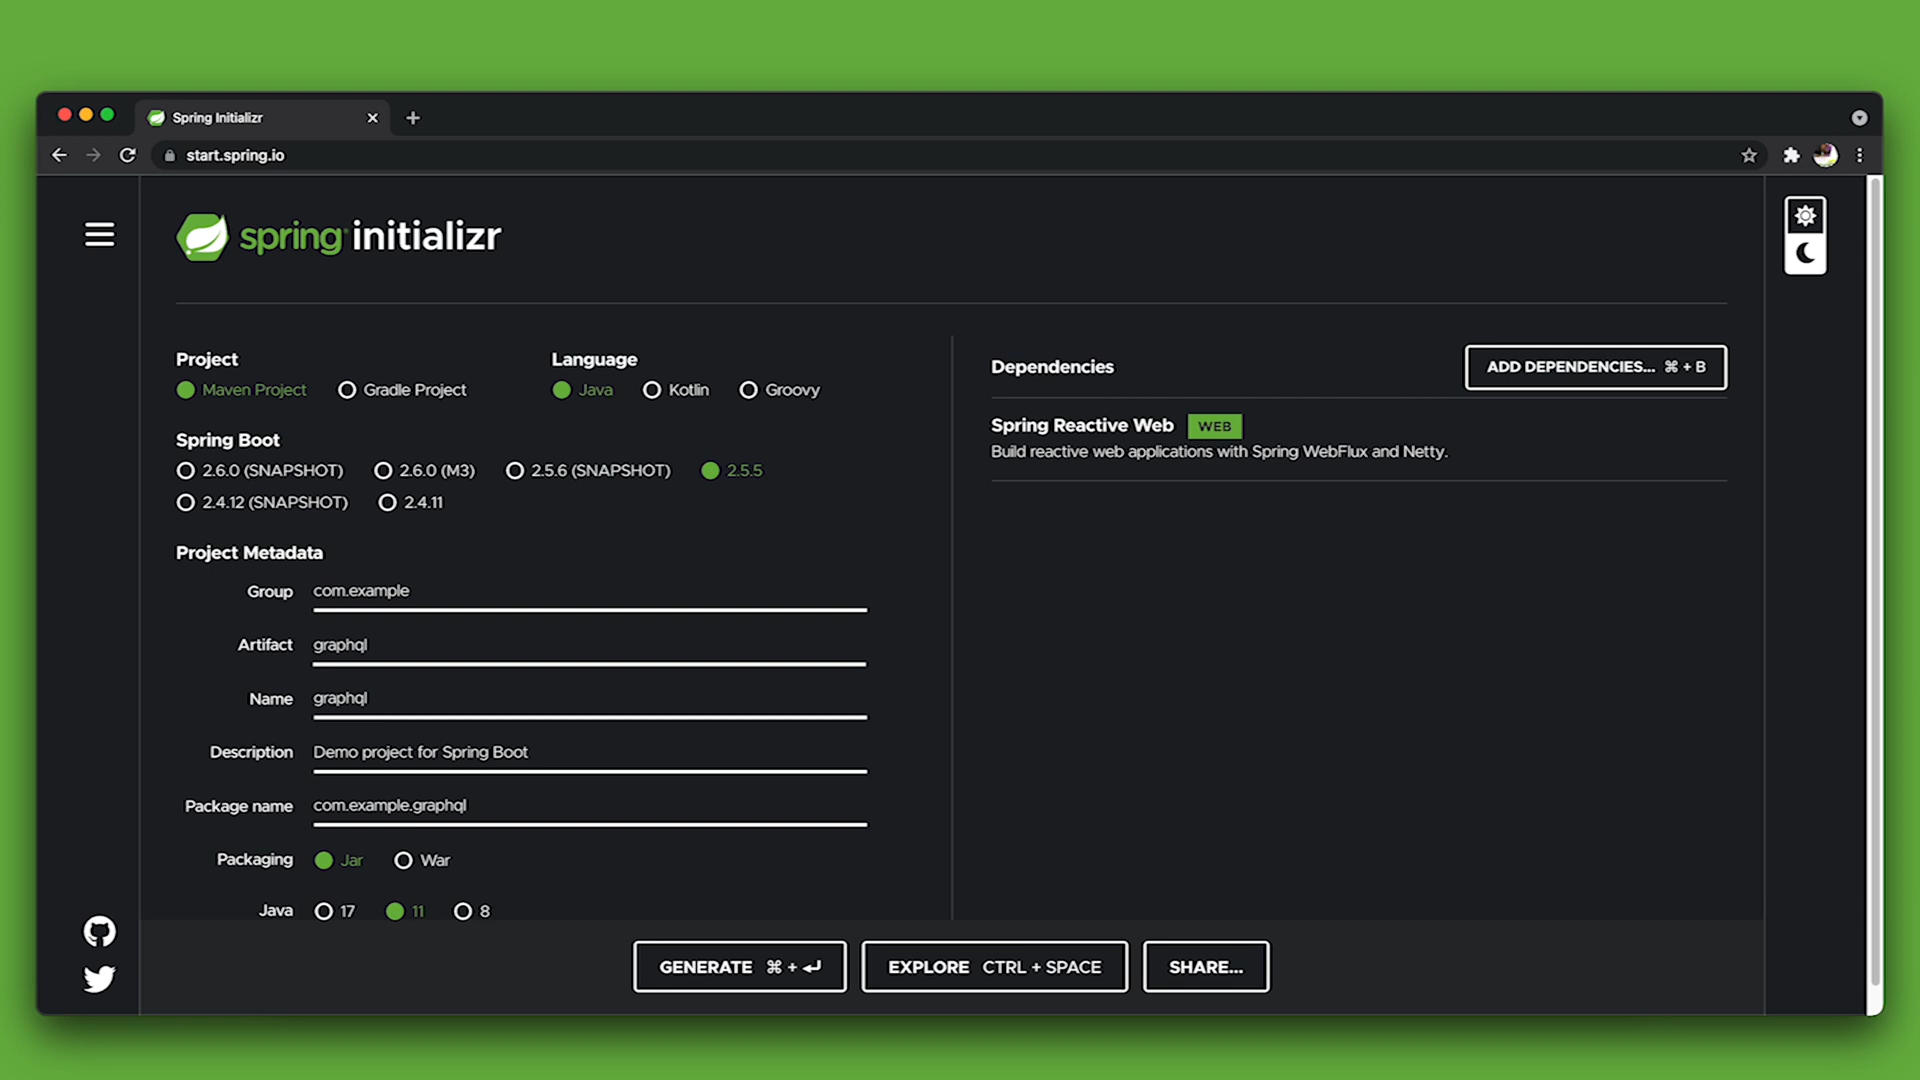 Spring Initializr
start.spring.io
spring initializr
Project
Maven Project
Gradle Project
Language
Java
Kotlin
Groovy
Spring Boot
2.6.0 (SNAPSHOT)
2.6.0 (M3)
2.5.6 (SNAPSHOT)
2.5.5
2.4.12 (SNAPSHOT)
2.4.11
Project Metadata
Group com.example
Artifact graphql
Name graphql
Description Demo project for Spring Boot
Package name com.example.graphql
Packaging Jar War
Java 17 11 8
Dependencies
ADD DEPENDENCIES... ⌘ + B
Spring Reactive Web WEB
Build reactive web applications with Spring WebFlux and Netty.
GENERATE ⌘ + ⏎
EXPLORE CTRL + SPACE
SHARE...